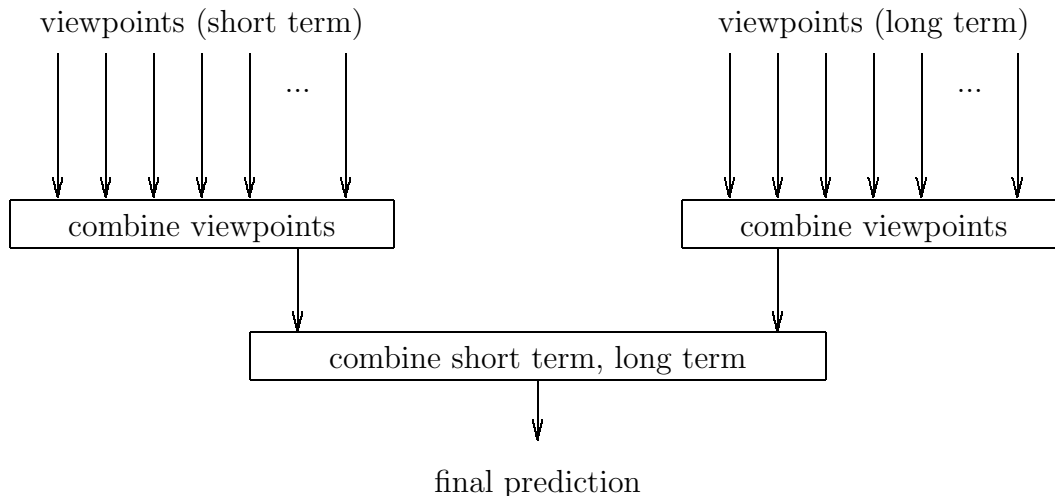 viewpoints (short term)
viewpoints (long term)
...
...
combine viewpoints
combine viewpoints
combine short term, long term
final prediction